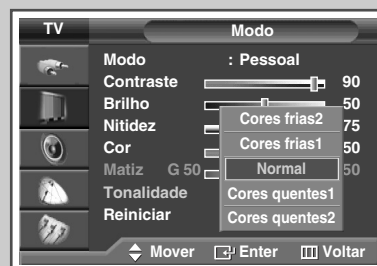 TV Modo
Modo : Pessoal
Contraste 90
Brilho 50
Nitidez 75
Cor 50
Matiz G 50 50
Tonalidade
Reiniciar
Cores frias2
Cores frias1
Normal
Cores quentes1
Cores quentes2
Mover Enter Voltar